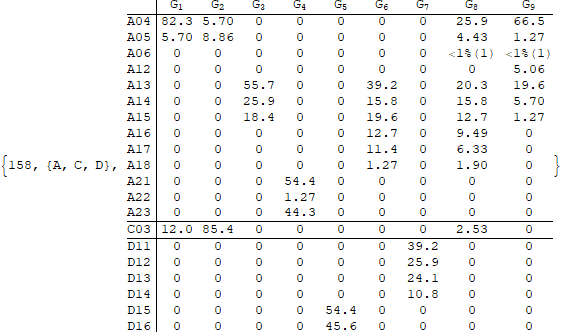 G₁ G₂ G₃ G₄ G₅ G₆ G₇ G₈ G₉
A04 82.3 5.70 0 0 0 0 0 25.9 66.5
A05 5.70 8.86 0 0 0 0 0 4.43 1.27
A06 0 0 0 0 0 0 0 <1%(1) <1%(1)
A12 0 0 0 0 0 0 0 0 5.06
A13 0 0 55.7 0 0 39.2 0 20.3 19.6
A14 0 0 25.9 0 0 15.8 0 15.8 5.70
A15 0 0 18.4 0 0 19.6 0 12.7 1.27
A16 0 0 0 0 0 12.7 0 9.49 0
A17 0 0 0 0 0 11.4 0 6.33 0
{158, {A, C, D}, A18 0 0 0 0 0 1.27 0 1.90 0 }
A21 0 0 0 54.4 0 0 0 0 0
A22 0 0 0 1.27 0 0 0 0 0
A23 0 0 0 44.3 0 0 0 0 0
C03 12.0 85.4 0 0 0 0 0 2.53 0
D11 0 0 0 0 0 0 39.2 0 0
D12 0 0 0 0 0 0 25.9 0 0
D13 0 0 0 0 0 0 24.1 0 0
D14 0 0 0 0 0 0 10.8 0 0
D15 0 0 0 0 54.4 0 0 0 0
D16 0 0 0 0 45.6 0 0 0 0